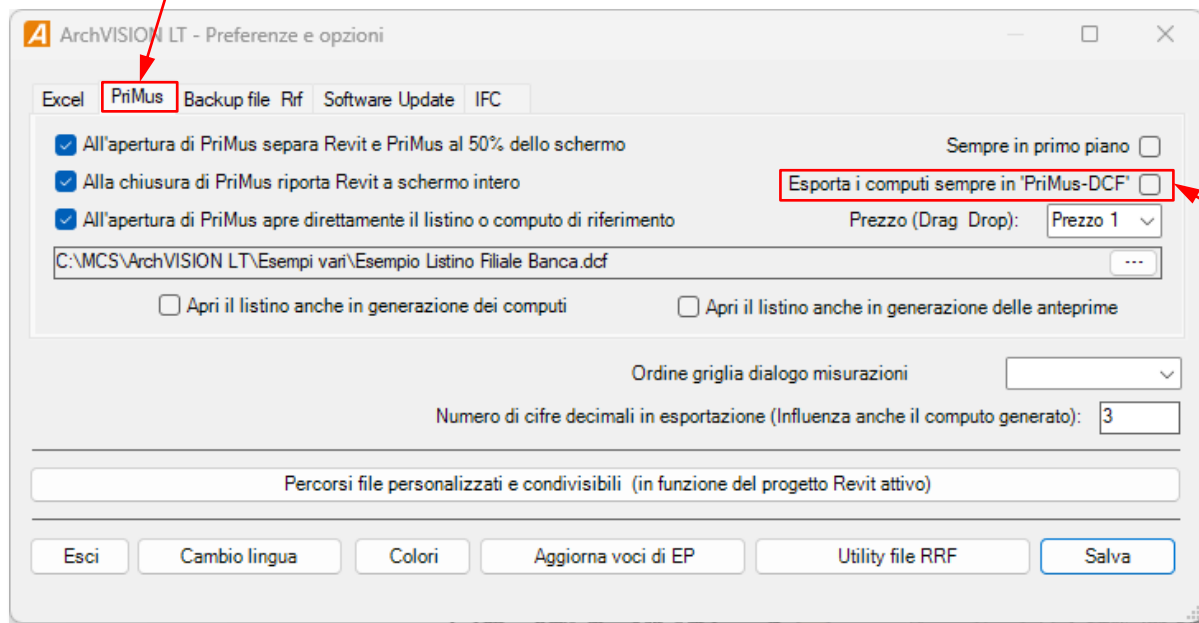 ArchVISION LT - Preferenze e opzioni
Excel PriMus Backup file Rrf Software Update IFC
All'apertura di PriMus separa Revit e PriMus al 50% dello schermo Sempre in primo piano
Alla chiusura di PriMus riporta Revit a schermo intero Esporta i computi sempre in "PriMus-DCF"
All'apertura di PriMus apre direttamente il listino o computo di riferimento Prezzo (Drag Drop): Prezzo 1
C:\MCS\ArchVISION LT\Esempi vari\Esempio Listino Filiale Banca.dcf ...
Apri il listino anche in generazione dei computi Apri il listino anche in generazione delle anteprime
Ordine griglia dialogo misurazioni
Numero di cifre decimali in esportazione (Influenza anche il computo generato): 3
Percorsi file personalizzati e condivisibili (in funzione del progetto Revit attivo)
Esci Cambio lingua Colori Aggiorna voci di EP Utility file RRF Salva